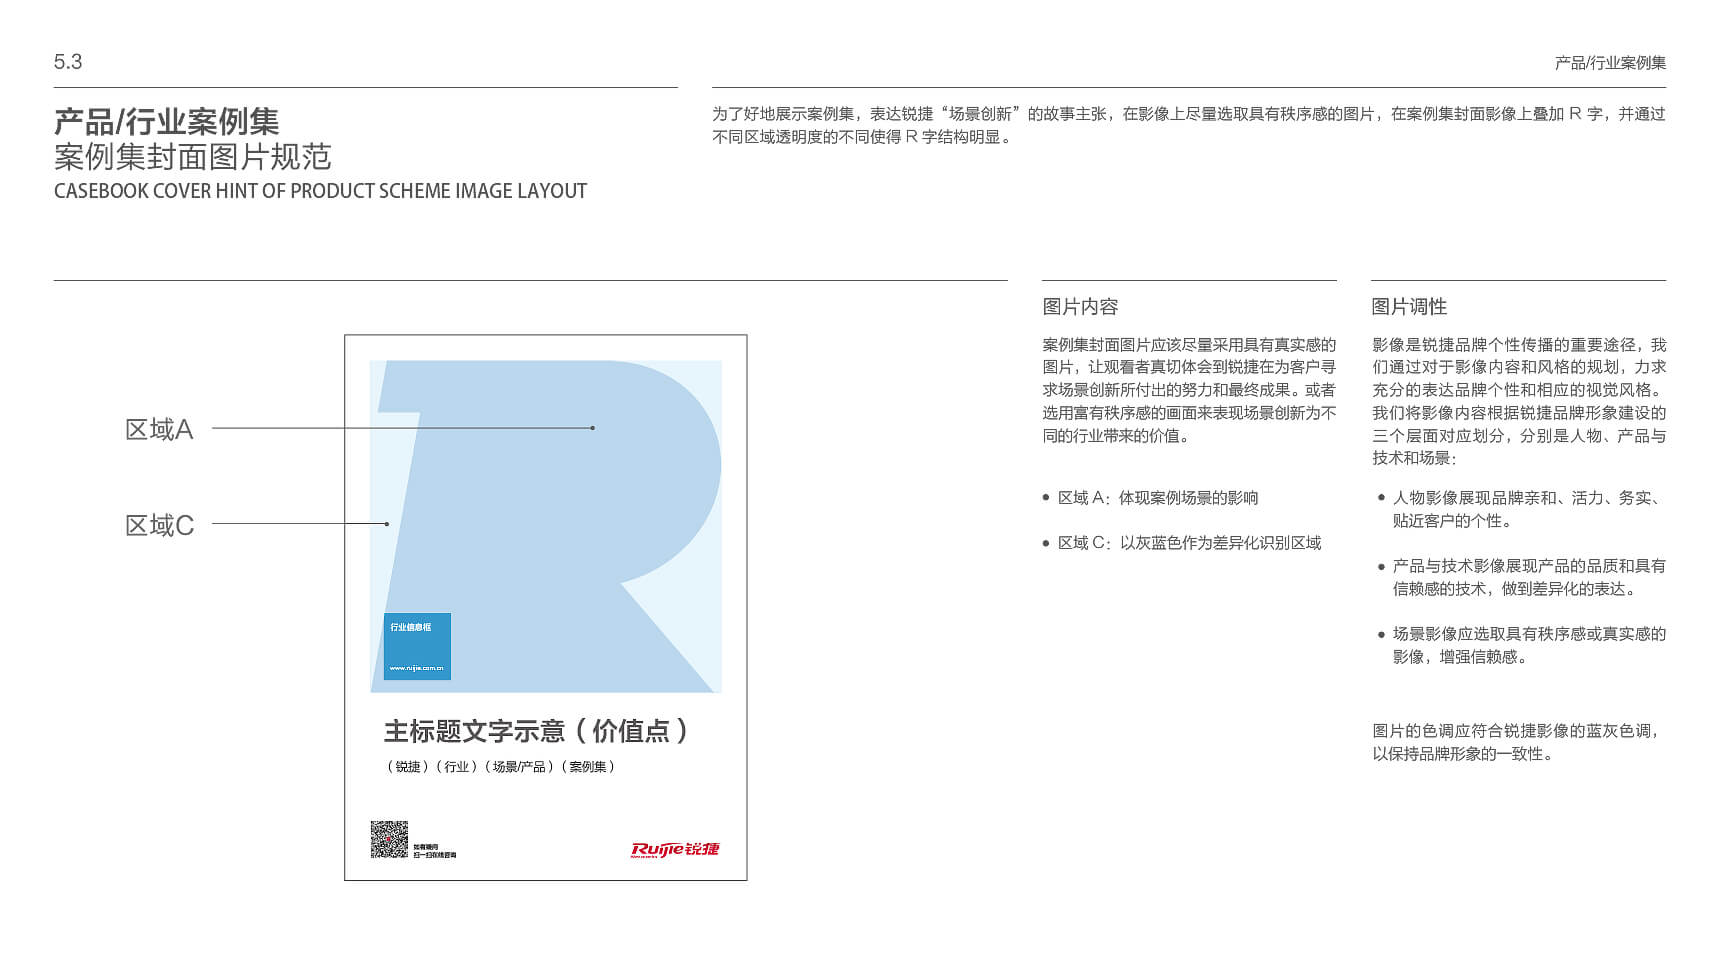 5.3
产品/行业案例集
产品/行业案例集
案例集封面图片规范
CASEBOOK COVER HINT OF PRODUCT SCHEME IMAGE LAYOUT
为了好地展示案例集，表达锐捷“场景创新”的故事主张，在影像上尽量选取具有秩序感的图片，在案例集封面影像上叠加 R 字，并通过
不同区域透明度的不同使得 R 字结构明显。
区域A
区域C
行业信息框
www.ruijie.com.cn
主标题文字示意（价值点）
（锐捷）（行业）（场景/产品）（案例集）
如有疑问
扫一扫在线咨询
Ruijie锐捷
图片内容
案例集封面图片应该尽量采用具有真实感的
图片，让观看者真切体会到锐捷在为客户寻
求场景创新所付出的努力和最终成果。或者
选用富有秩序感的画面来表现场景创新为不
同的行业带来的价值。
● 区域 A：体现案例场景的影响
● 区域 C：以灰蓝色作为差异化识别区域
图片调性
影像是锐捷品牌个性传播的重要途径，我
们通过对于影像内容和风格的规划，力求
充分的表达品牌个性和相应的视觉风格。
我们将影像内容根据锐捷品牌形象建设的
三个层面对应划分，分别是人物、产品与
技术和场景：
● 人物影像展现品牌亲和、活力、务实、
贴近客户的个性。
● 产品与技术影像展现产品的品质和具有
信赖感的技术，做到差异化的表达。
● 场景影像应选取具有秩序感或真实感的
影像，增强信赖感。
图片的色调应符合锐捷影像的蓝灰色调，
以保持品牌形象的一致性。